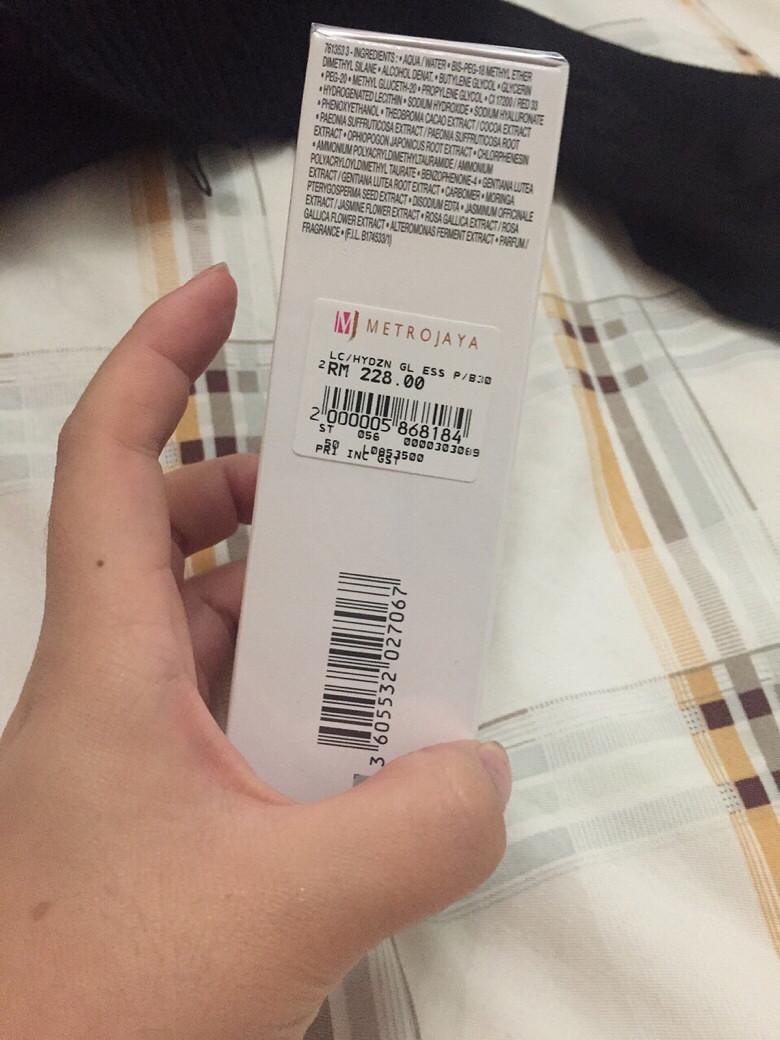 761353 3 - INGREDIENTS : • AQUA / WATER • BIS-PEG-18 METHYL ETHER
DIMETHYL SILANE • ALCOHOL DENAT. • BUTYLENE GLYCOL • GLYCERIN
• PEG-20 • METHYL GLUCETH-20 • PROPYLENE GLYCOL • CI 17200 / RED 33
• HYDROGENATED LECITHIN • SODIUM HYDROXIDE • SODIUM HYALURONATE
• PHENOXYETHANOL • THEOBROMA CACAO EXTRACT / COCOA EXTRACT
• PAEONIA SUFFRUTICOSA EXTRACT / PAEONIA SUFFRUTICOSA ROOT
EXTRACT • OPHIOPOGON JAPONICUS ROOT EXTRACT • CHLORPHENESIN
• AMMONIUM POLYACRYLDIMETHYLTAURAMIDE / AMMONIUM
POLYACRYLOYLDIMETHYL TAURATE • BENZOPHENONE-4 • GENTIANA LUTEA
EXTRACT / GENTIANA LUTEA ROOT EXTRACT • CARBOMER • MORINGA
PTERYGOSPERMA SEED EXTRACT • DISODIUM EDTA • JASMINUM OFFICINALE
EXTRACT / JASMINE FLOWER EXTRACT • ROSA GALLICA EXTRACT / ROSA
GALLICA FLOWER EXTRACT • ALTEROMONAS FERMENT EXTRACT • PARFUM /
FRAGRANCE • (F.I.L. B174533/1)
MJ METROJAYA
LC/HYDZN GL ESS P/B30
2 RM 228.00
2 000005 868184
ST 056 0000303089
50 L0853500
PR1 INC GST
3 605532 027067